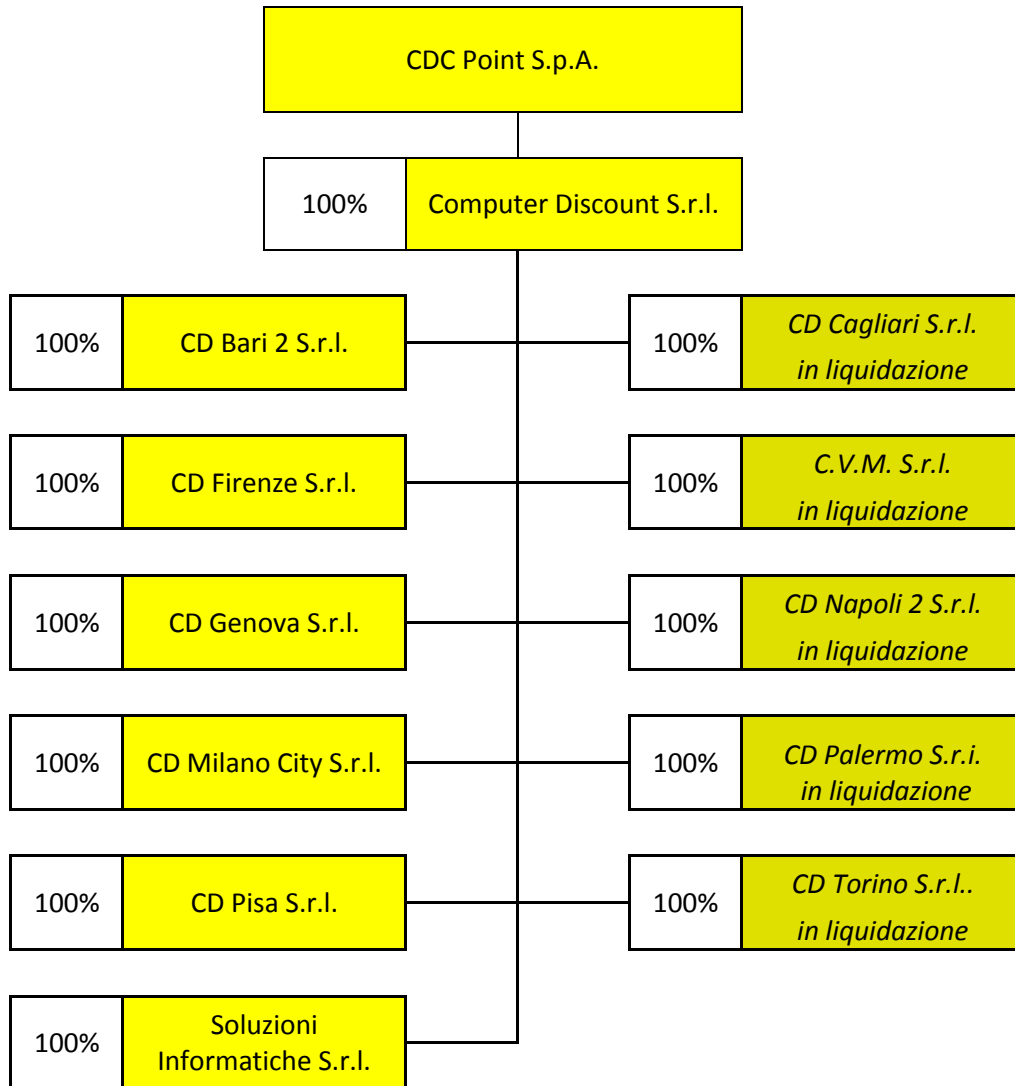 CDC Point S.p.A.
100%
Computer Discount S.r.l.
100%
CD Bari 2 S.r.l.
100%
CD Cagliari S.r.l.
in liquidazione
100%
CD Firenze S.r.l.
100%
C.V.M. S.r.l.
in liquidazione
100%
CD Genova S.r.l.
100%
CD Napoli 2 S.r.l.
in liquidazione
100%
CD Milano City S.r.l.
100%
CD Palermo S.r.i.
in liquidazione
100%
CD Pisa S.r.l.
100%
CD Torino S.r.l..
in liquidazione
100%
Soluzioni
Informatiche S.r.l.